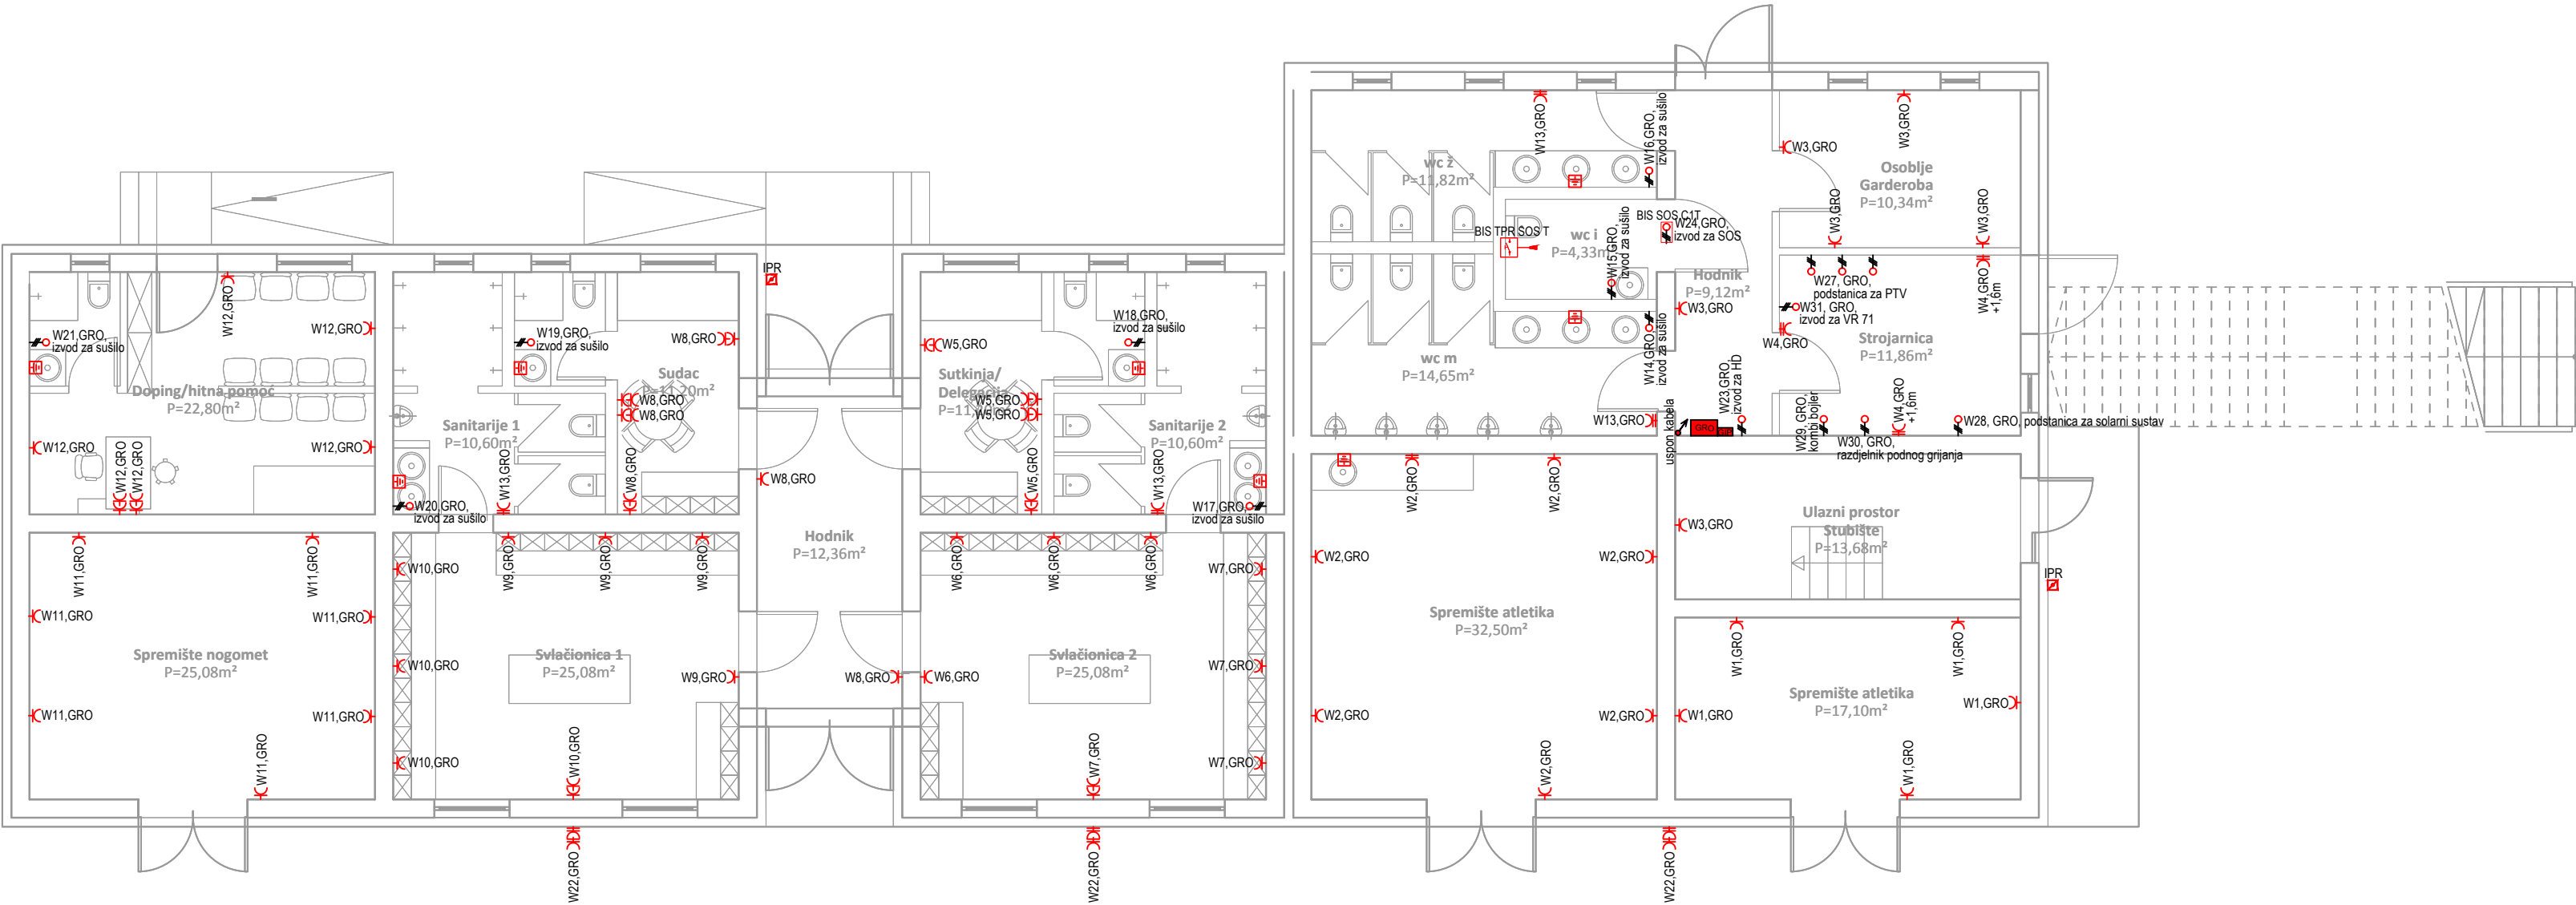 W21,GRO,
izvod za sušilo
W12,GRO
W12,GRO
Doping/hitna pomoć
P=22,80m²
W12,GRO
W12,GRO
W12,GRO
W12,GRO
W11,GRO
W11,GRO
W11,GRO
W11,GRO
Spremište nogomet
P=25,08m²
W11,GRO
W11,GRO
W11,GRO
W19,GRO,
izvod za sušilo
W8,GRO
Sudac
P=11,20m²
W8,GRO
W8,GRO
Sanitarije 1
P=10,60m²
W20,GRO,
izvod za sušilo
W13,GRO
W8,GRO
W10,GRO
W9,GRO
W9,GRO
W9,GRO
Svlačionica 1
P=25,08m²
W10,GRO
W9,GRO
W10,GRO
W10,GRO
W22,GRO
IPR
W8,GRO
Hodnik
P=12,36m²
W8,GRO
W5,GRO
Sutkinja/
Delegacija
W5,GRO
W5,GRO
W18,GRO,
izvod za sušilo
Sanitarije 2
P=10,60m²
W5,GRO
W13,GRO
W17,GRO,
izvod za sušilo
W6,GRO
W6,GRO
W6,GRO
W7,GRO
Svlačionica 2
P=25,08m²
W6,GRO
W7,GRO
W7,GRO
W7,GRO
W22,GRO
W13,GRO
W16,GRO,
izvod za sušilo
wc ž
P=11,82m²
BIS TPR SOS T
BIS SOS C1T
W24,GRO,
izvod za SOS
wc i
P=4,33m²
W15,GRO,
izvod za sušilo
W14,GRO,
izvod za sušilo
wc m
P=14,65m²
W13,GRO
Hodnik
P=9,12m²
W3,GRO
uspon kabela
GRO
W23,GRO,
izvod za HD
W3,GRO
W3,GRO
Osoblje
Garderoba
P=10,34m²
W3,GRO
W3,GRO
W27, GRO,
podstanica za PTV
W31, GRO,
izvod za VR 71
W4,GRO
W4,GRO
+1,6m
Strojarnica
P=11,86m²
W29, GRO,
kombi bojler
W30, GRO,
razdjelnik podnog grijanja
W4,GRO
+1,6m
W28, GRO, podstanica za solarni sustav
W2,GRO
W2,GRO
W2,GRO
W2,GRO
Spremište atletika
P=32,50m²
W2,GRO
W2,GRO
W2,GRO
W22,GRO
W3,GRO
Ulazni prostor
Stubište
P=13,68m²
IPR
W1,GRO
W1,GRO
Spremište atletika
P=17,10m²
W1,GRO
W1,GRO
W1,GRO